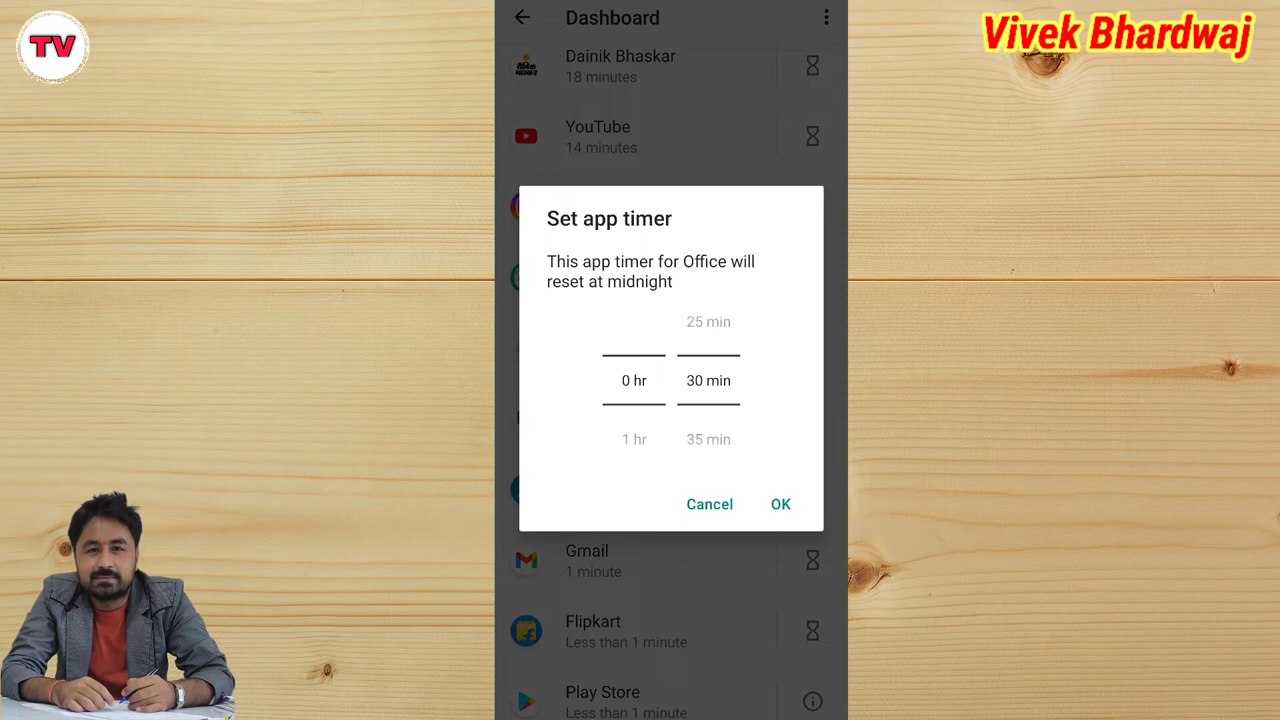 TV
Vivek Bhardwaj
Dashboard
दैनिक
भास्कर
Dainik Bhaskar
18 minutes
YouTube
14 minutes
Set app timer
This app timer for Office will
reset at midnight
25 min
0 hr 30 min
1 hr 35 min
Cancel OK
Gmail
1 minute
Flipkart
Less than 1 minute
Play Store
Less than 1 minute